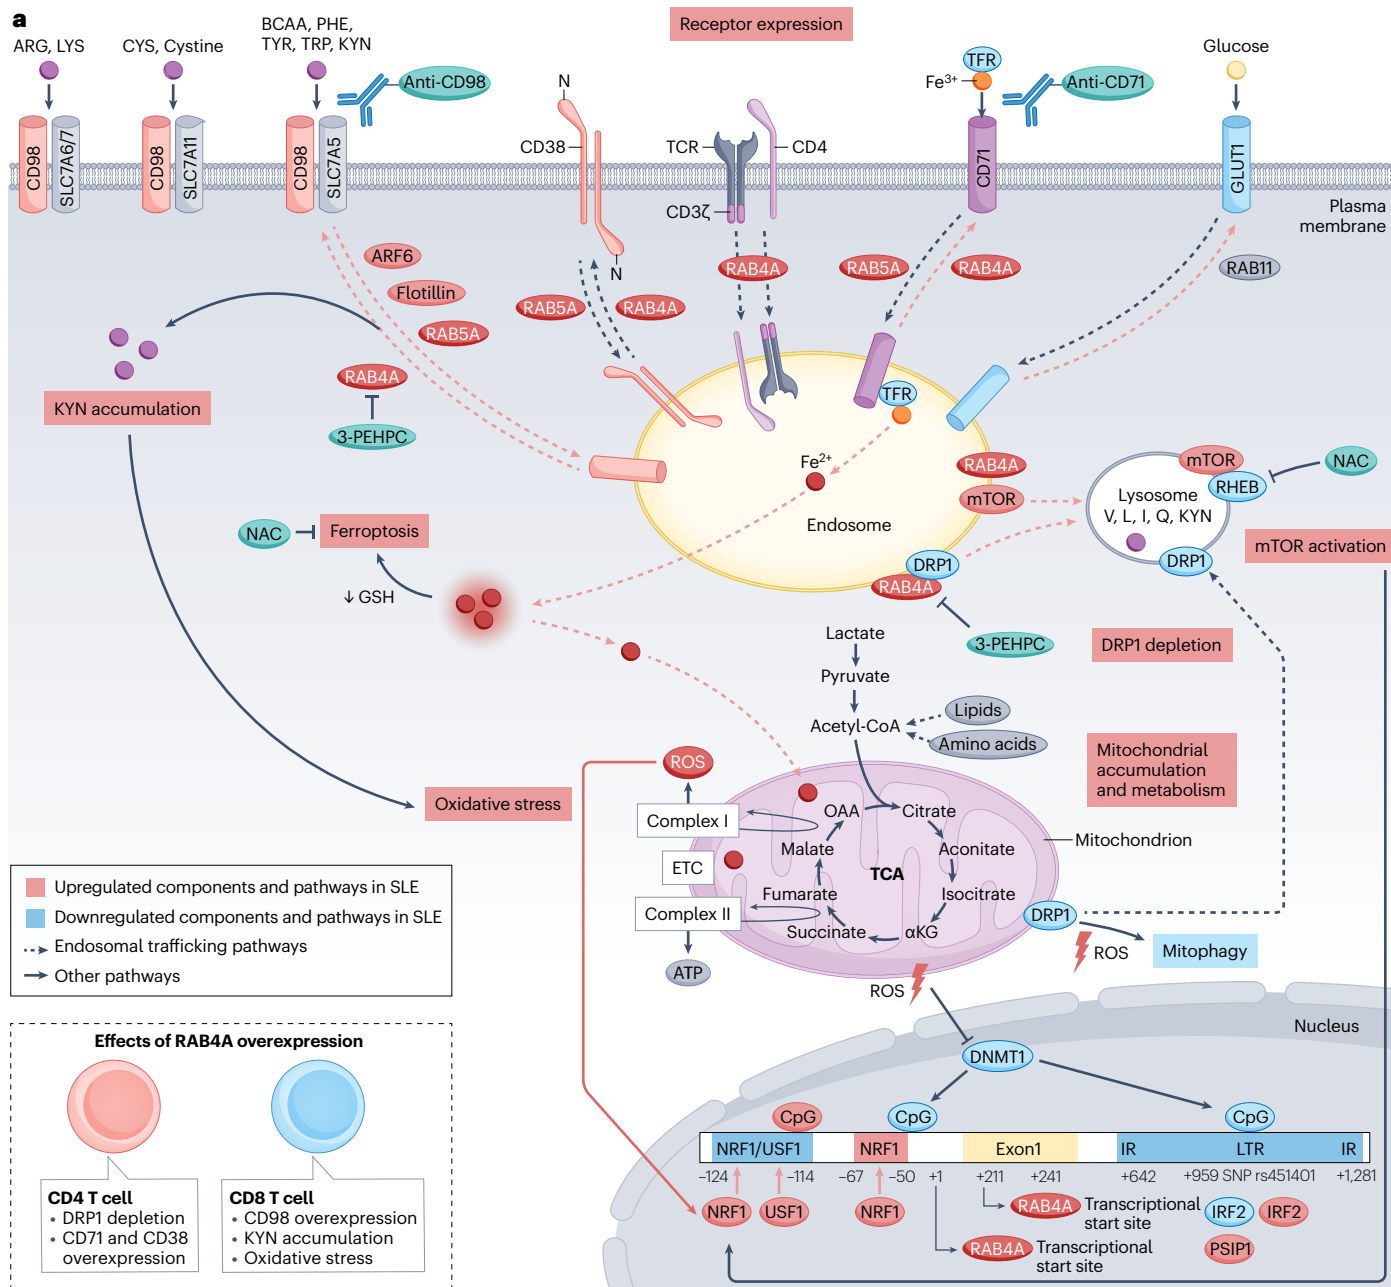 a
Receptor expression
ARG, LYS
CYS, Cystine
BCAA, PHE,
TYR, TRP, KYN
Anti-CD98
CD98
SLC7A6/7
CD98
SLC7A11
CD98
SLC7A5
N
CD38
N
TCR
CD4
CD3ζ
TFR
Fe³⁺
Anti-CD71
CD71
Glucose
GLUT1
Plasma
membrane
ARF6
Flotillin
RAB5A
RAB5A
RAB4A
RAB4A
RAB5A
RAB4A
RAB11
KYN accumulation
RAB4A
3-PEHPC
TFR
Fe²⁺
Endosome
RAB4A
mTOR
DRP1
RAB4A
3-PEHPC
mTOR
RHEB
NAC
Lysosome
V, L, I, Q, KYN
DRP1
mTOR activation
NAC
Ferroptosis
↓ GSH
DRP1 depletion
Lactate
Pyruvate
Acetyl-CoA
Lipids
Amino acids
Mitochondrial
accumulation
and metabolism
Oxidative stress
ROS
Complex I
ETC
Complex II
ATP
OAA
Citrate
Malate
Aconitate
TCA
Fumarate
Isocitrate
Succinate
αKG
Mitochondrion
DRP1
ROS
Mitophagy
ROS
Upregulated components and pathways in SLE
Downregulated components and pathways in SLE
Endosomal trafficking pathways
Other pathways
Effects of RAB4A overexpression
CD4 T cell
• DRP1 depletion
• CD71 and CD38
overexpression
CD8 T cell
• CD98 overexpression
• KYN accumulation
• Oxidative stress
Nucleus
DNMT1
CpG
CpG
CpG
NRF1/USF1
NRF1
Exon1
IR
LTR
IR
−124
−114
−67
−50
+1
+211
+241
+642
+959 SNP rs451401
+1,281
NRF1
USF1
NRF1
RAB4A
Transcriptional
start site
IRF2
IRF2
RAB4A
Transcriptional
start site
PSIP1